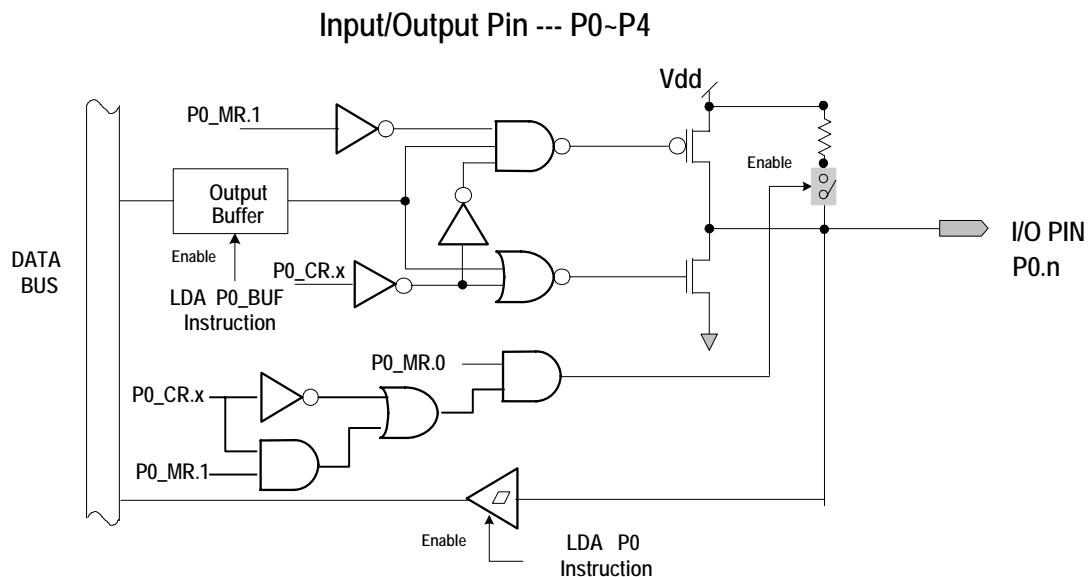 Input/Output Pin --- P0~P4
Vdd
P0_MR.1
Enable
Output
Buffer
I/O PIN
P0.n
DATA
BUS
Enable
P0_CR.x
LDA P0_BUF
Instruction
P0_MR.0
P0_CR.x
P0_MR.1
Enable
LDA P0
Instruction